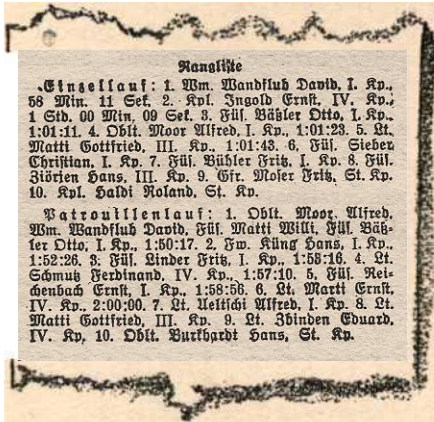 Rangliste
Einzellauf: 1. Wm. Wandfluh David, I. Kp.,
58 Min. 11 Sek. 2. Kpl. Ingold Ernst, IV. Kp.,
1 Std. 00 Min. 09 Sek. 3. Füs. Bäßler Otto, I. Kp.,
1:01:11. 4. Oblt. Moor Alfred, I. Kp., 1:01:23. 5. Lt.
Matti Gottfried, III. Kp., 1:01:43. 6. Füs. Sieber
Christian, I. Kp. 7. Füs. Bühler Fritz, I. Kp. 8. Füs.
Ziörjen Hans, III. Kp. 9. Gfr. Moser Fritz, St. Kp.
10. Kpl. Haldi Roland, St. Kp.
Patrouillenlauf: 1. Oblt. Moor Alfred,
Wm. Wandfluh David, Füs. Matti Willi, Füs. Bäß-
ler Otto, I. Kp., 1:50:17. 2. Fw. Küng Hans, I. Kp.,
1:52:26. 3. Füs. Linder Fritz, I. Kp., 1:53:16. 4. Lt.
Schmutz Ferdinand, IV. Kp., 1:57:10. 5. Füs. Rei-
chenbach Ernst, I. Kp., 1:58:56. 6. Lt. Marti Ernst,
IV. Kp., 2:00:00. 7. Lt. Ueltschi Alfred, I. Kp. 8. Lt.
Matti Gottfried, III. Kp. 9. Lt. Zbinden Eduard,
IV. Kp, 10. Oblt. Burkhardt Hans, St. Kp.